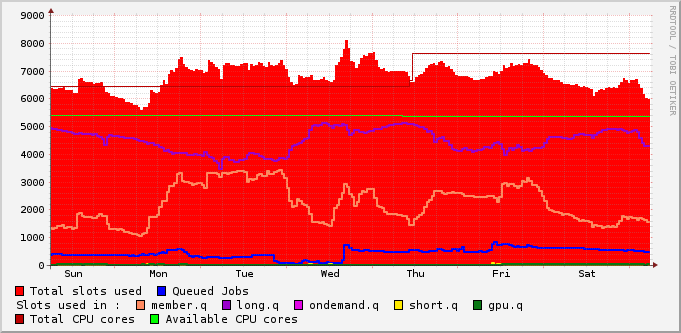 9000
8000
7000
6000
5000
4000
3000
2000
1000
0
Sun Mon Tue Wed Thu Fri Sat
RRDTOOL / TOBI OETIKER
Total slots used Queued Jobs
Slots used in : member.q long.q ondemand.q short.q gpu.q
Total CPU cores Available CPU cores